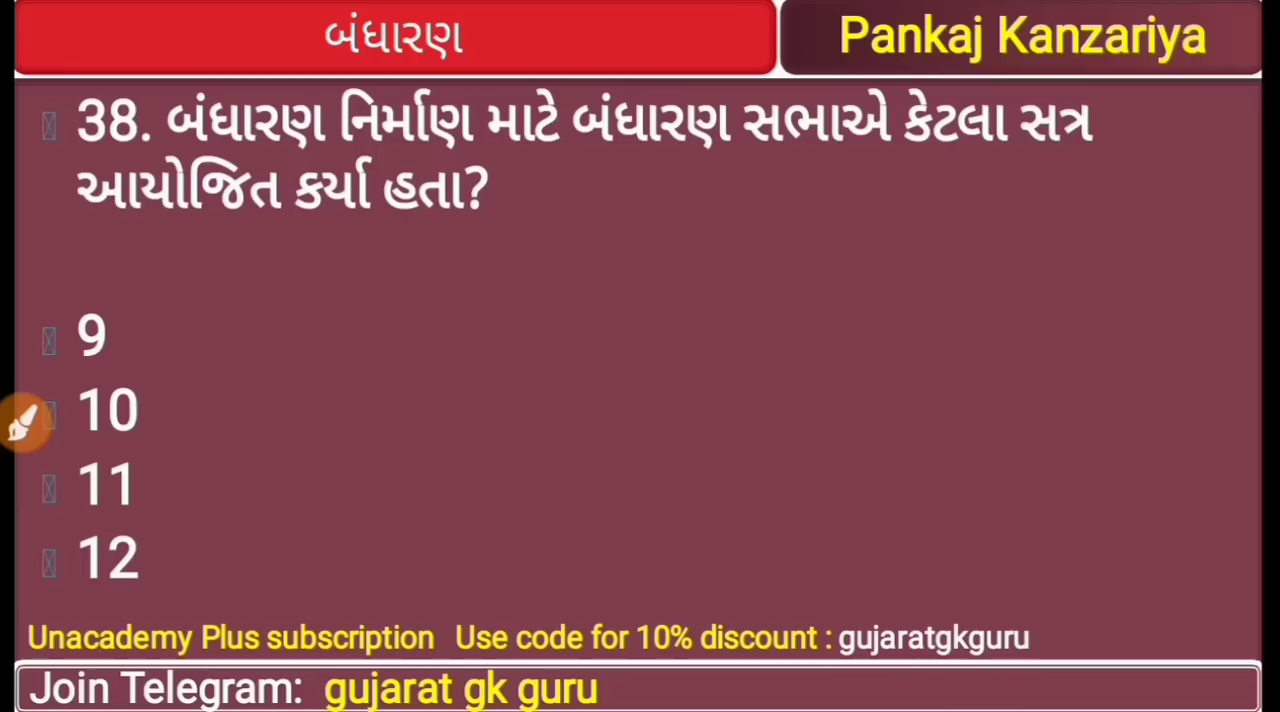 બંધારણ
Pankaj Kanzariya
38. બંધારણ નિર્માણ માટે બંધારણ સભાએ કેટલા સત્ર
આયોજિત કર્યા હતા?
9
10
11
12
Unacademy Plus subscription Use code for 10% discount : gujaratgkguru
Join Telegram: gujarat gk guru